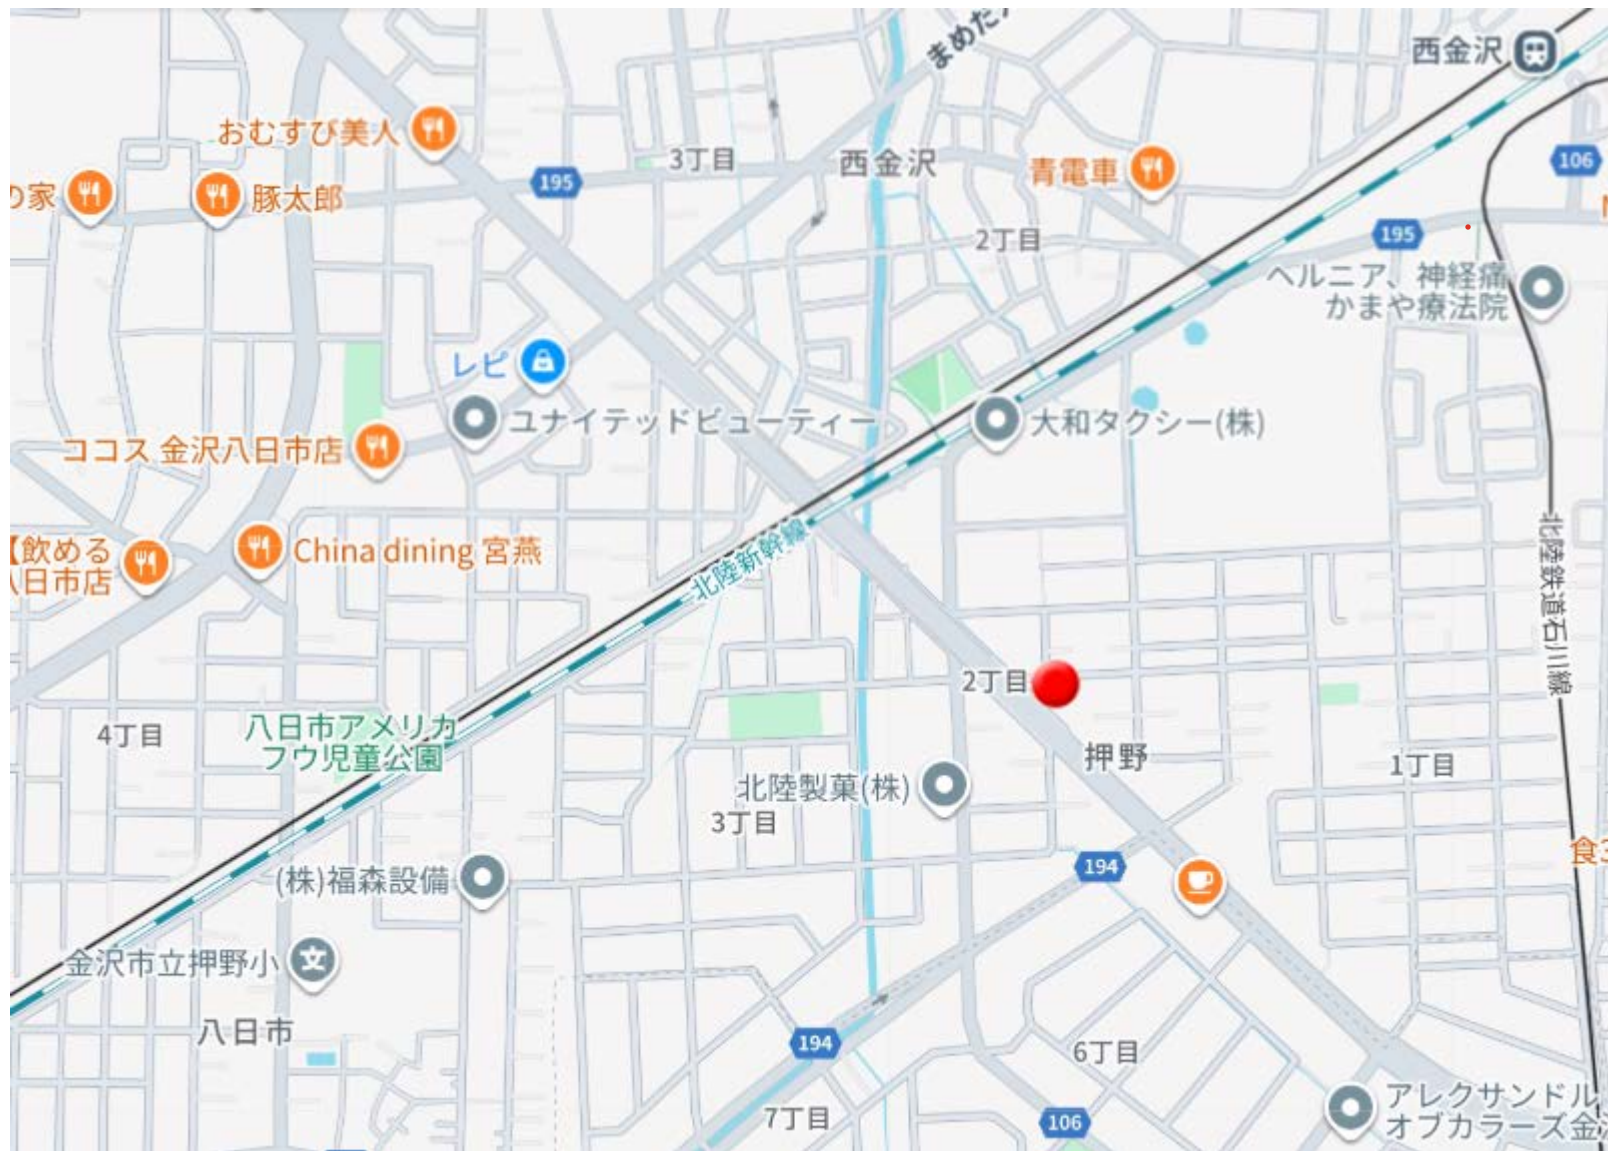 まめだ
西金沢
おむすび美人
106
3丁目
西金沢
青電車
195
の家
豚太郎
195
2丁目
ヘルニア、神経痛
かまや療法院
レピ
ユナイテッドビューティー
大和タクシー(株)
ココス 金沢八日市店
【飲める
八日市店
China dining 宮燕
北陸新幹線
北陸鉄道石川線
2丁目
4丁目
八日市アメリカ
フウ児童公園
押野
1丁目
北陸製菓(株)
3丁目
194
(株)福森設備
金沢市立押野小
文
八日市
194
6丁目
7丁目
106
アレクサンドル
オブカラーズ金